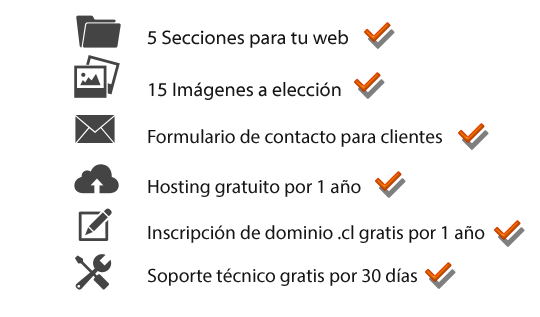 5 Secciones para tu web
15 Imágenes a elección
Formulario de contacto para clientes
Hosting gratuito por 1 año
Inscripción de dominio .cl gratis por 1 año
Soporte técnico gratis por 30 días